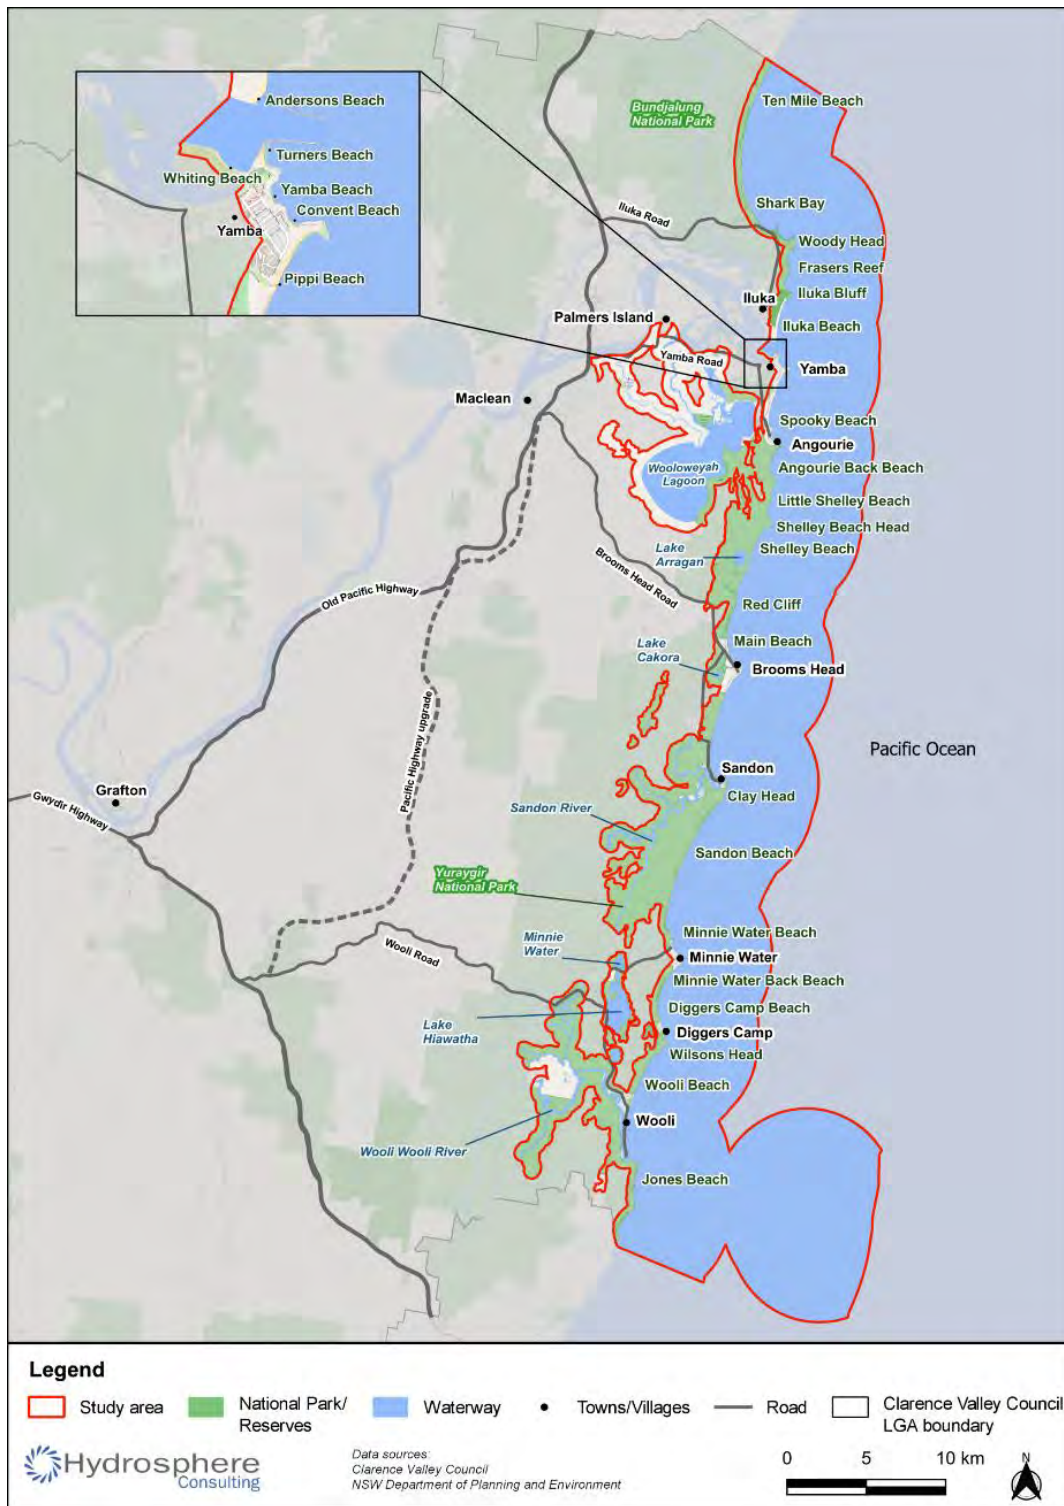 Andersons Beach
Turners Beach
Whiting Beach
Yamba Beach
Convent Beach
Yamba
Pippi Beach
Bundjalung
National Park
Ten Mile Beach
Shark Bay
Iluka Road
Woody Head
Frasers Reef
Iluka Bluff
Iluka
Iluka Beach
Palmers Island
Yamba Road
Yamba
Maclean
Spooky Beach
Angourie
Angourie Back Beach
Wooloweyah
Lagoon
Little Shelley Beach
Shelley Beach Head
Shelley Beach
Lake
Arragan
Brooms Head Road
Old Pacific Highway
Red Cliff
Main Beach
Lake
Cakora
Brooms Head
Pacific Highway upgrade
Pacific Ocean
Grafton
Gwydir Highway
Sandon
Clay Head
Sandon River
Sandon Beach
Yuraygir
National Park
Minnie Water Beach
Minnie
Water
Minnie Water
Wooli Road
Minnie Water Back Beach
Diggers Camp Beach
Lake
Hiawatha
Diggers Camp
Wilsons Head
Wooli Beach
Wooli
Wooli Wooli River
Jones Beach
Legend
Study area
National Park/
Reserves
Waterway
Towns/Villages
Road
Clarence Valley Council
LGA boundary
Hydrosphere
Consulting
Data sources:
Clarence Valley Council
NSW Department of Planning and Environment
0 5 10 km
N